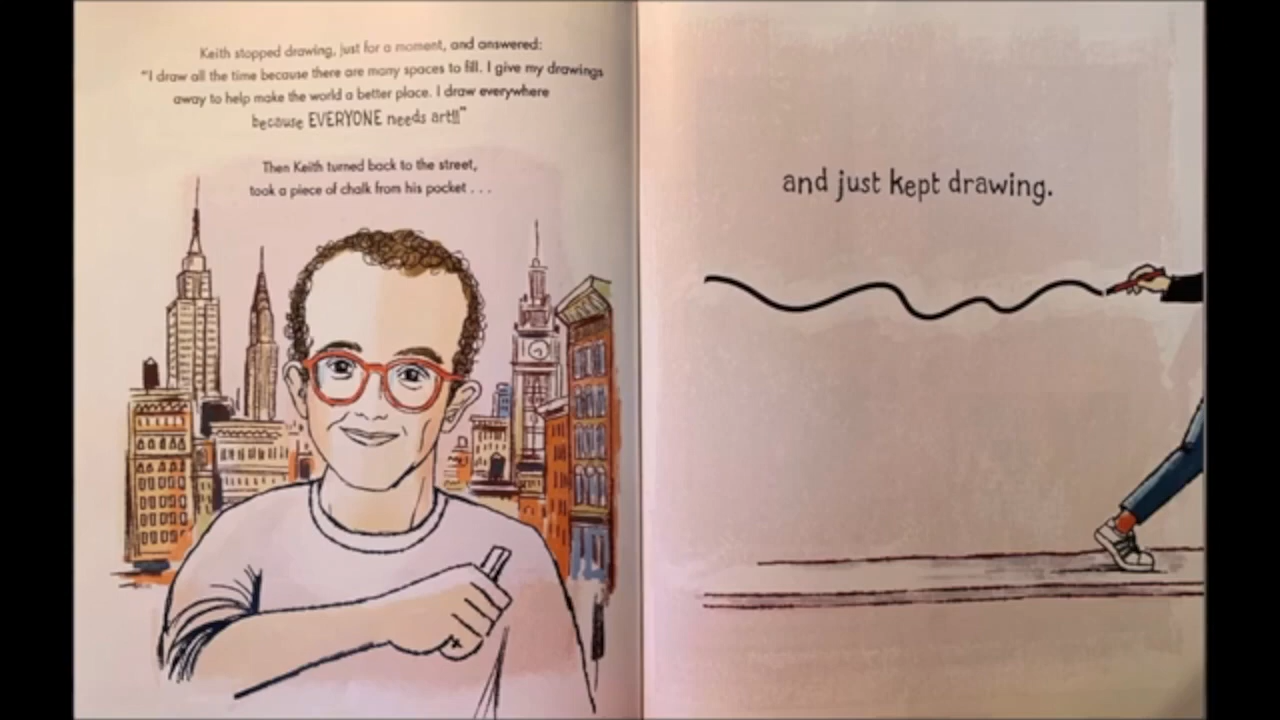 Keith stopped drawing, just for a moment, and answered:
"I draw all the time because there are many spaces to fill. I give my drawings
away to help make the world a better place. I draw everywhere
because EVERYONE needs art!!"
Then Keith turned back to the street,
took a piece of chalk from his pocket . . .
and just kept drawing.